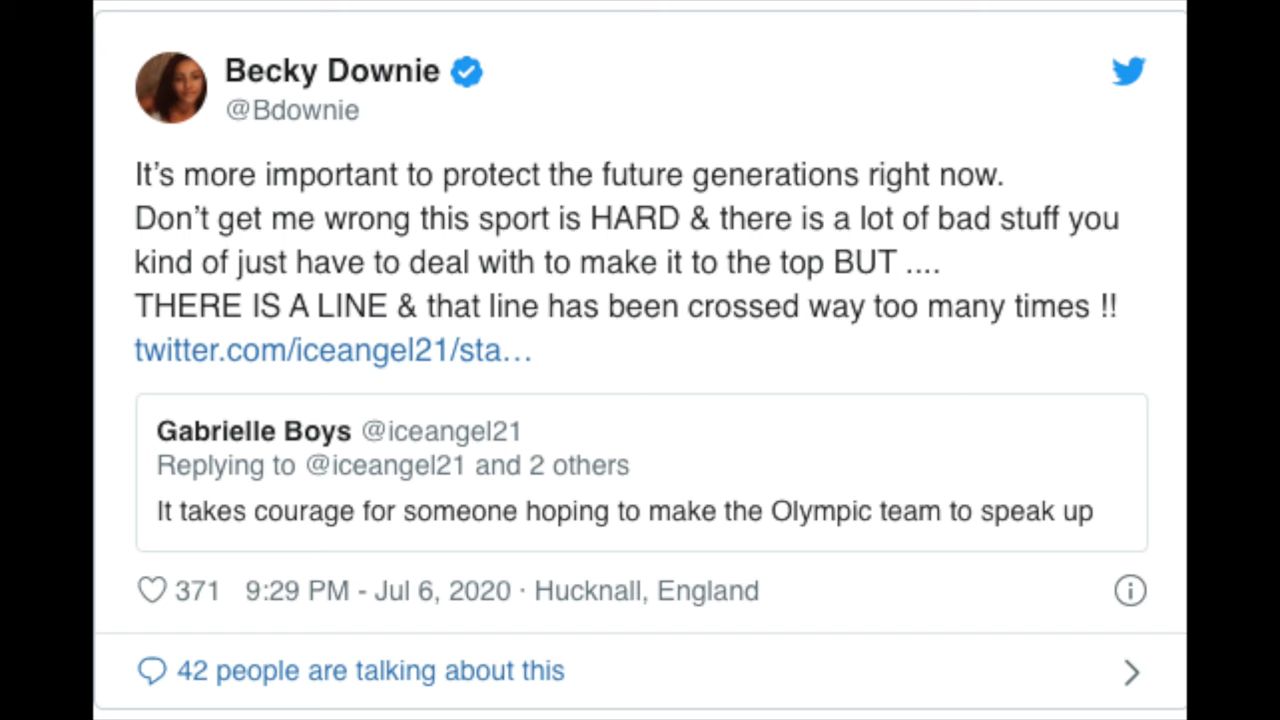 Becky Downie
@Bdownie
It’s more important to protect the future generations right now.
Don’t get me wrong this sport is HARD & there is a lot of bad stuff you
kind of just have to deal with to make it to the top BUT ....
THERE IS A LINE & that line has been crossed way too many times !!
twitter.com/iceangel21/sta…
Gabrielle Boys @iceangel21
Replying to @iceangel21 and 2 others
It takes courage for someone hoping to make the Olympic team to speak up
371 9:29 PM - Jul 6, 2020 · Hucknall, England
42 people are talking about this